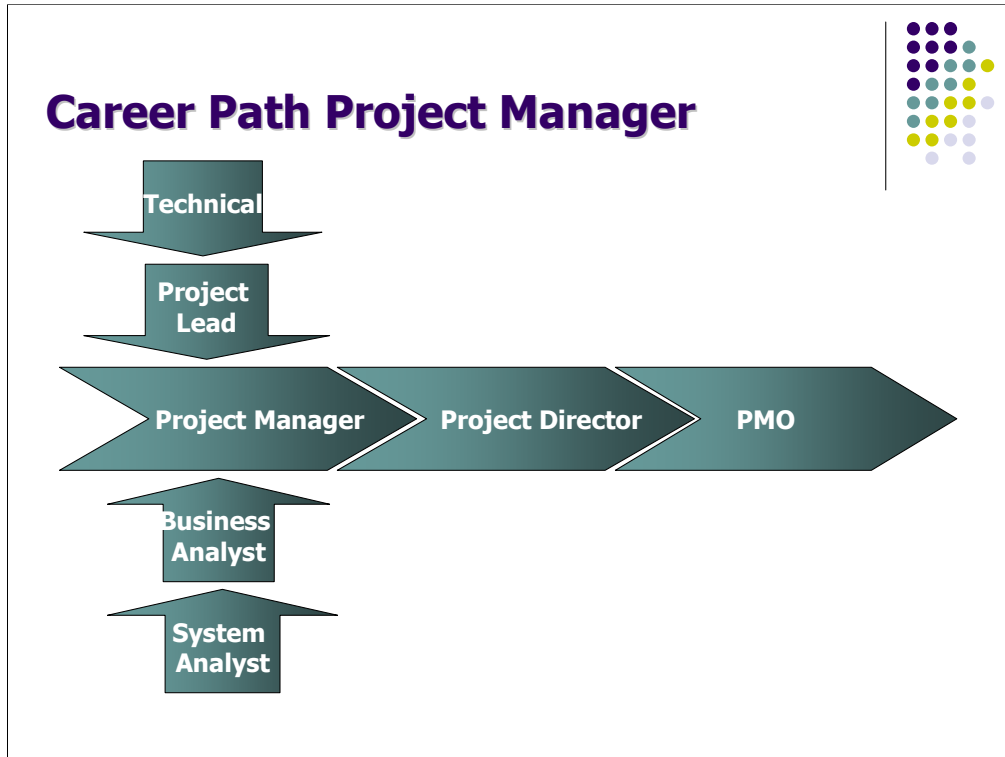 Career Path Project Manager
Technical
Project
Lead
Project Manager
Project Director
PMO
Business
Analyst
System
Analyst